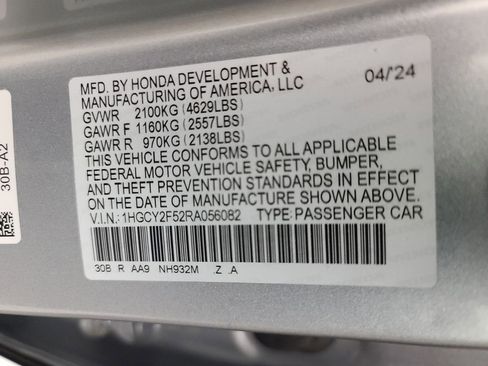 MFD. BY HONDA DEVELOPMENT & 04/24
MANUFACTURING OF AMERICA, LLC
GVWR 2100KG (4629LBS)
GAWR F 1160KG (2557LBS)
GAWR R 970KG (2138LBS)
THIS VEHICLE CONFORMS TO ALL APPLICABLE
FEDERAL MOTOR VEHICLE SAFETY, BUMPER,
AND THEFT PREVENTION STANDARDS IN EFFECT
ON THE DATE OF MANUFACTURE SHOWN ABOVE.
V.I.N.: 1HGCY2F52RA056082 TYPE: PASSENGER CAR
30B R AA9 NH932M .Z .A
30B-A2